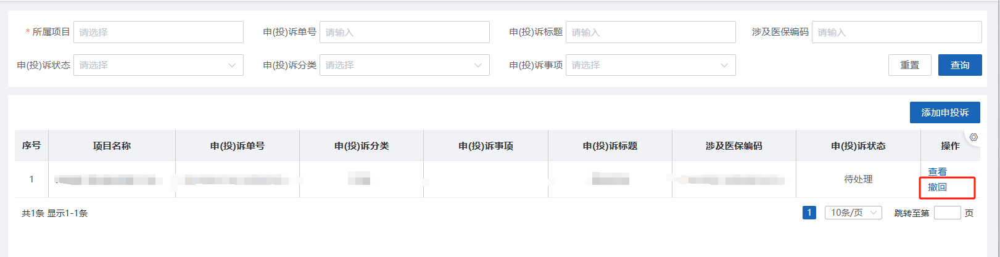 * 所属项目 请选择 申(投)诉单号 请输入 申(投)诉标题 请输入 涉及医保编码 请输入
申(投)诉状态 请选择 申(投)诉分类 请选择 申(投)诉事项 请选择 重置 查询
添加申投诉
序号 项目名称 申(投)诉单号 申(投)诉分类 申(投)诉事项 申(投)诉标题 涉及医保编码 申(投)诉状态 操作
1 待处理 查看
撤回
共1条 显示1-1条 1 10条/页 跳转至第 页